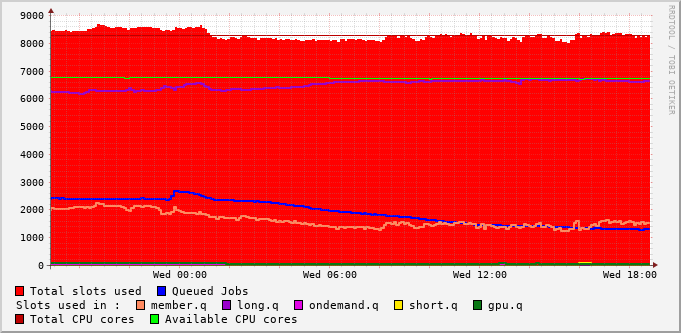 9000
8000
7000
6000
5000
4000
3000
2000
1000
0
Wed 00:00 Wed 06:00 Wed 12:00 Wed 18:00
RRDTOOL / TOBI OETIKER
Total slots used Queued Jobs
Slots used in : member.q long.q ondemand.q short.q gpu.q
Total CPU cores Available CPU cores